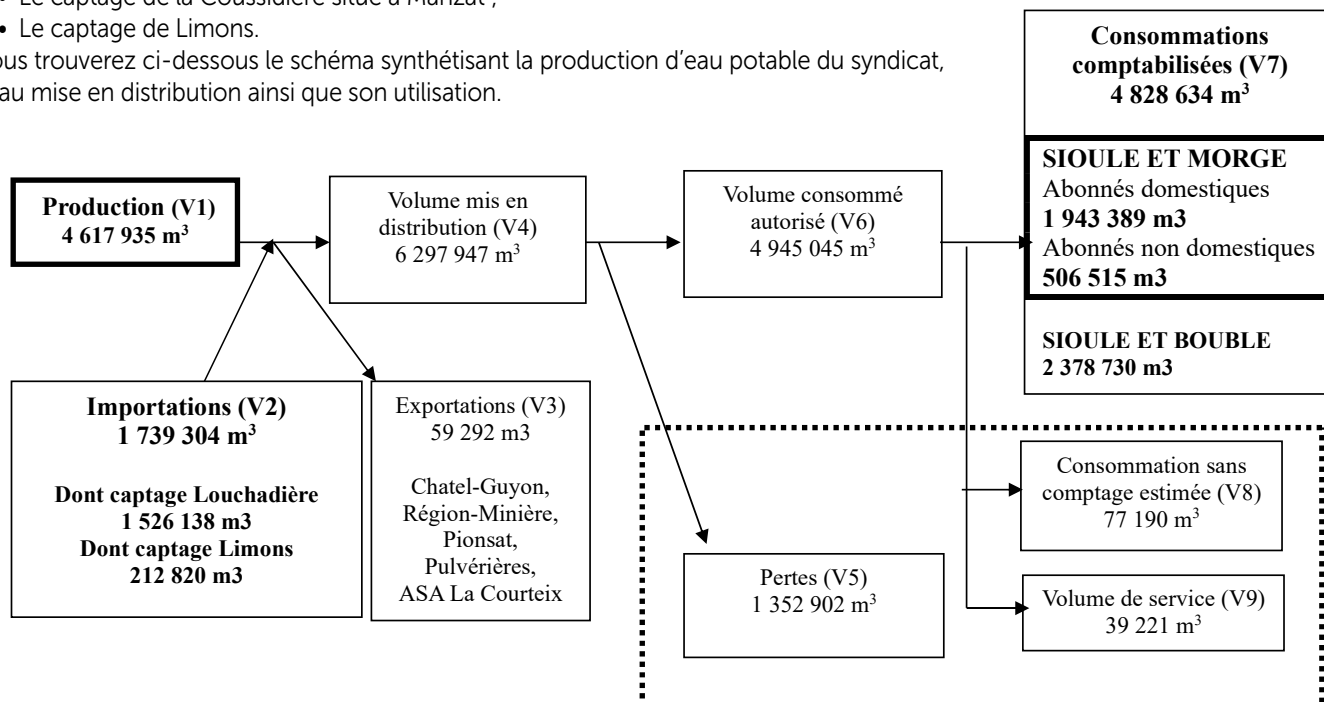 • Le captage de la Coussidière situé à Manzat ;
• Le captage de Limons.
ous trouverez ci-dessous le schéma synthétisant la production d'eau potable du syndicat,
au mise en distribution ainsi que son utilisation.
Consommations
comptabilisées (V7)
4 828 634 m³
SIOULE ET MORGE
Abonnés domestiques
1 943 389 m3
Abonnés non domestiques
506 515 m3
SIOULE ET BOUBLE
2 378 730 m3
Production (V1)
4 617 935 m³
Volume mis en
distribution (V4)
6 297 947 m³
Volume consommé
autorisé (V6)
4 945 045 m³
Importations (V2)
1 739 304 m³
Dont captage Louchadière
1 526 138 m3
Dont captage Limons
212 820 m3
Exportations (V3)
59 292 m3
Chatel-Guyon,
Région-Minière,
Pionsat,
Pulvérières,
ASA La Courteix
Pertes (V5)
1 352 902 m³
Consommation sans
comptage estimée (V8)
77 190 m³
Volume de service (V9)
39 221 m³